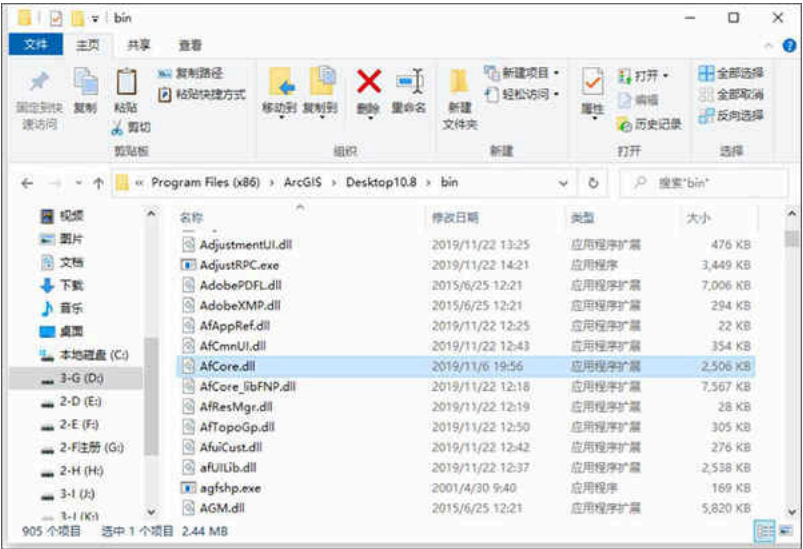 bin
文件 主页 共享 查看
固定到快速访问 复制 粘贴 复制路径 粘贴快捷方式 剪切 移动到 复制到 删除 重命名 新建文件夹 新建项目 轻松访问 属性 打开 编辑 历史记录 全部选择 全部取消 反向选择
剪贴板 组织 新建 打开 选择
« Program Files (x86) › ArcGIS › Desktop10.8 › bin 搜索"bin"
视频
图片
文档
下载
音乐
桌面
本地磁盘 (C:)
3-G (D:)
2-D (E:)
2-E (F:)
2-F注册 (G:)
2-H (H:)
3-I (J:)
3-J (K:)
名称 修改日期 类型 大小
AdjustmentUI.dll 2019/11/22 13:25 应用程序扩展 476 KB
AdjustRPC.exe 2019/11/22 14:21 应用程序 3,449 KB
AdobePDFL.dll 2015/6/25 12:21 应用程序扩展 7,006 KB
AdobeXMP.dll 2015/6/25 12:21 应用程序扩展 294 KB
AfAppRef.dll 2019/11/22 12:25 应用程序扩展 22 KB
AfCmnUI.dll 2019/11/22 12:43 应用程序扩展 354 KB
AfCore.dll 2019/11/6 19:56 应用程序扩展 2,506 KB
AfCore_libFNP.dll 2019/11/22 12:18 应用程序扩展 7,567 KB
AfResMgr.dll 2019/11/22 12:19 应用程序扩展 28 KB
AfTopoGp.dll 2019/11/22 12:50 应用程序扩展 305 KB
AfuiCust.dll 2019/11/22 12:42 应用程序扩展 276 KB
afUILib.dll 2019/11/22 12:37 应用程序扩展 2,538 KB
agfshp.exe 2001/4/30 9:40 应用程序 169 KB
AGM.dll 2015/6/25 12:21 应用程序扩展 5,820 KB
905 个项目 选中 1 个项目 2.44 MB